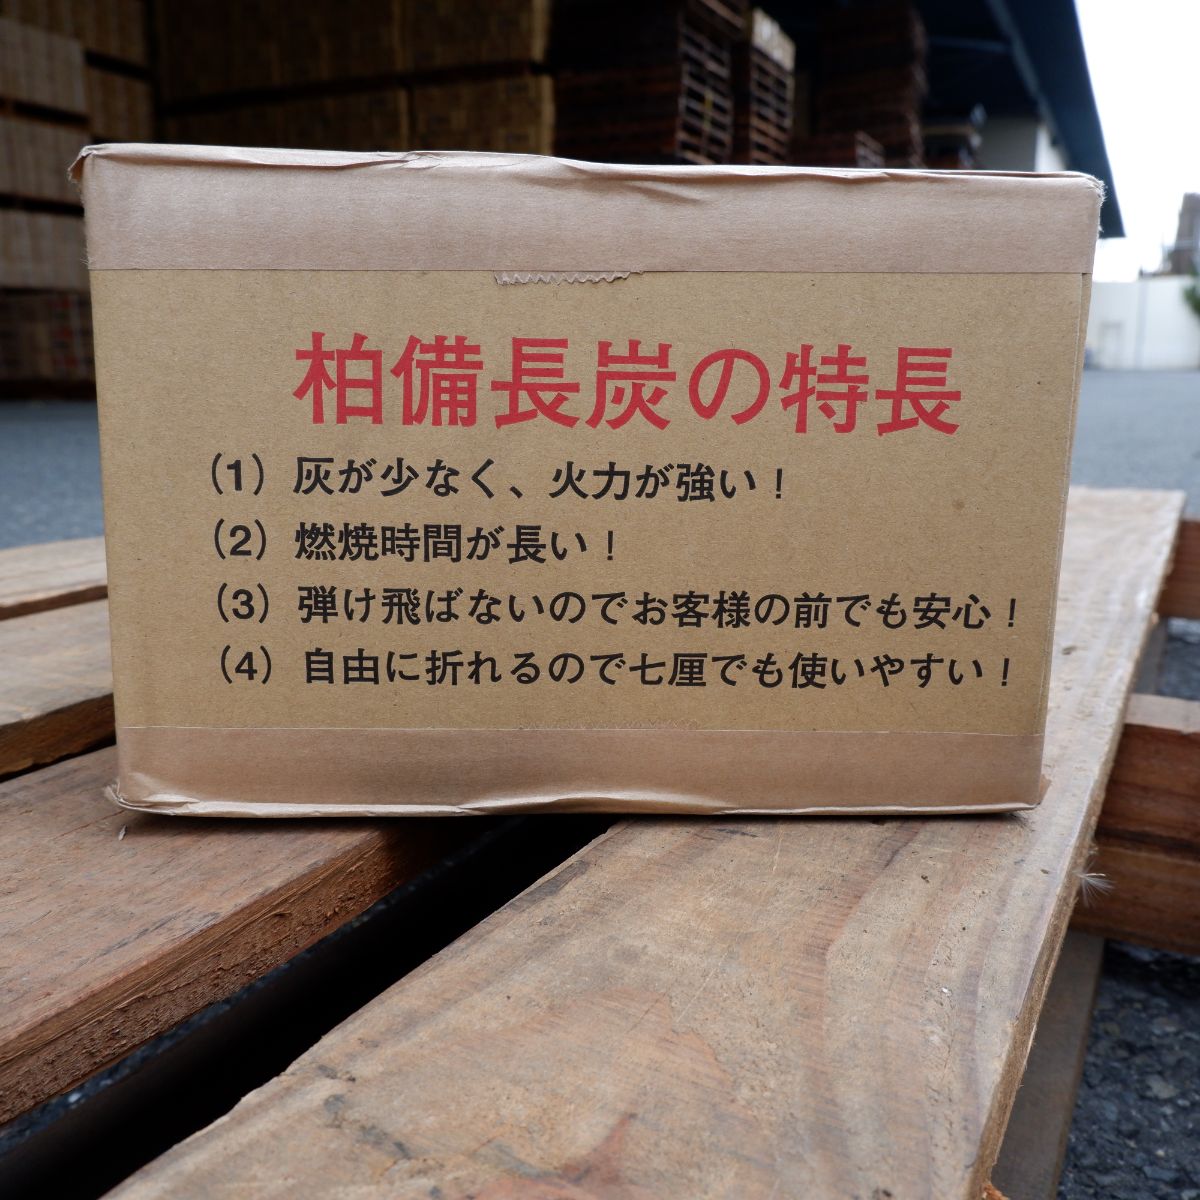 柏備長炭の特長
（1）灰が少なく、火力が強い！
（2）燃焼時間が長い！
（3）弾け飛ばないのでお客様の前でも安心！
（4）自由に折れるので七厘でも使いやすい！